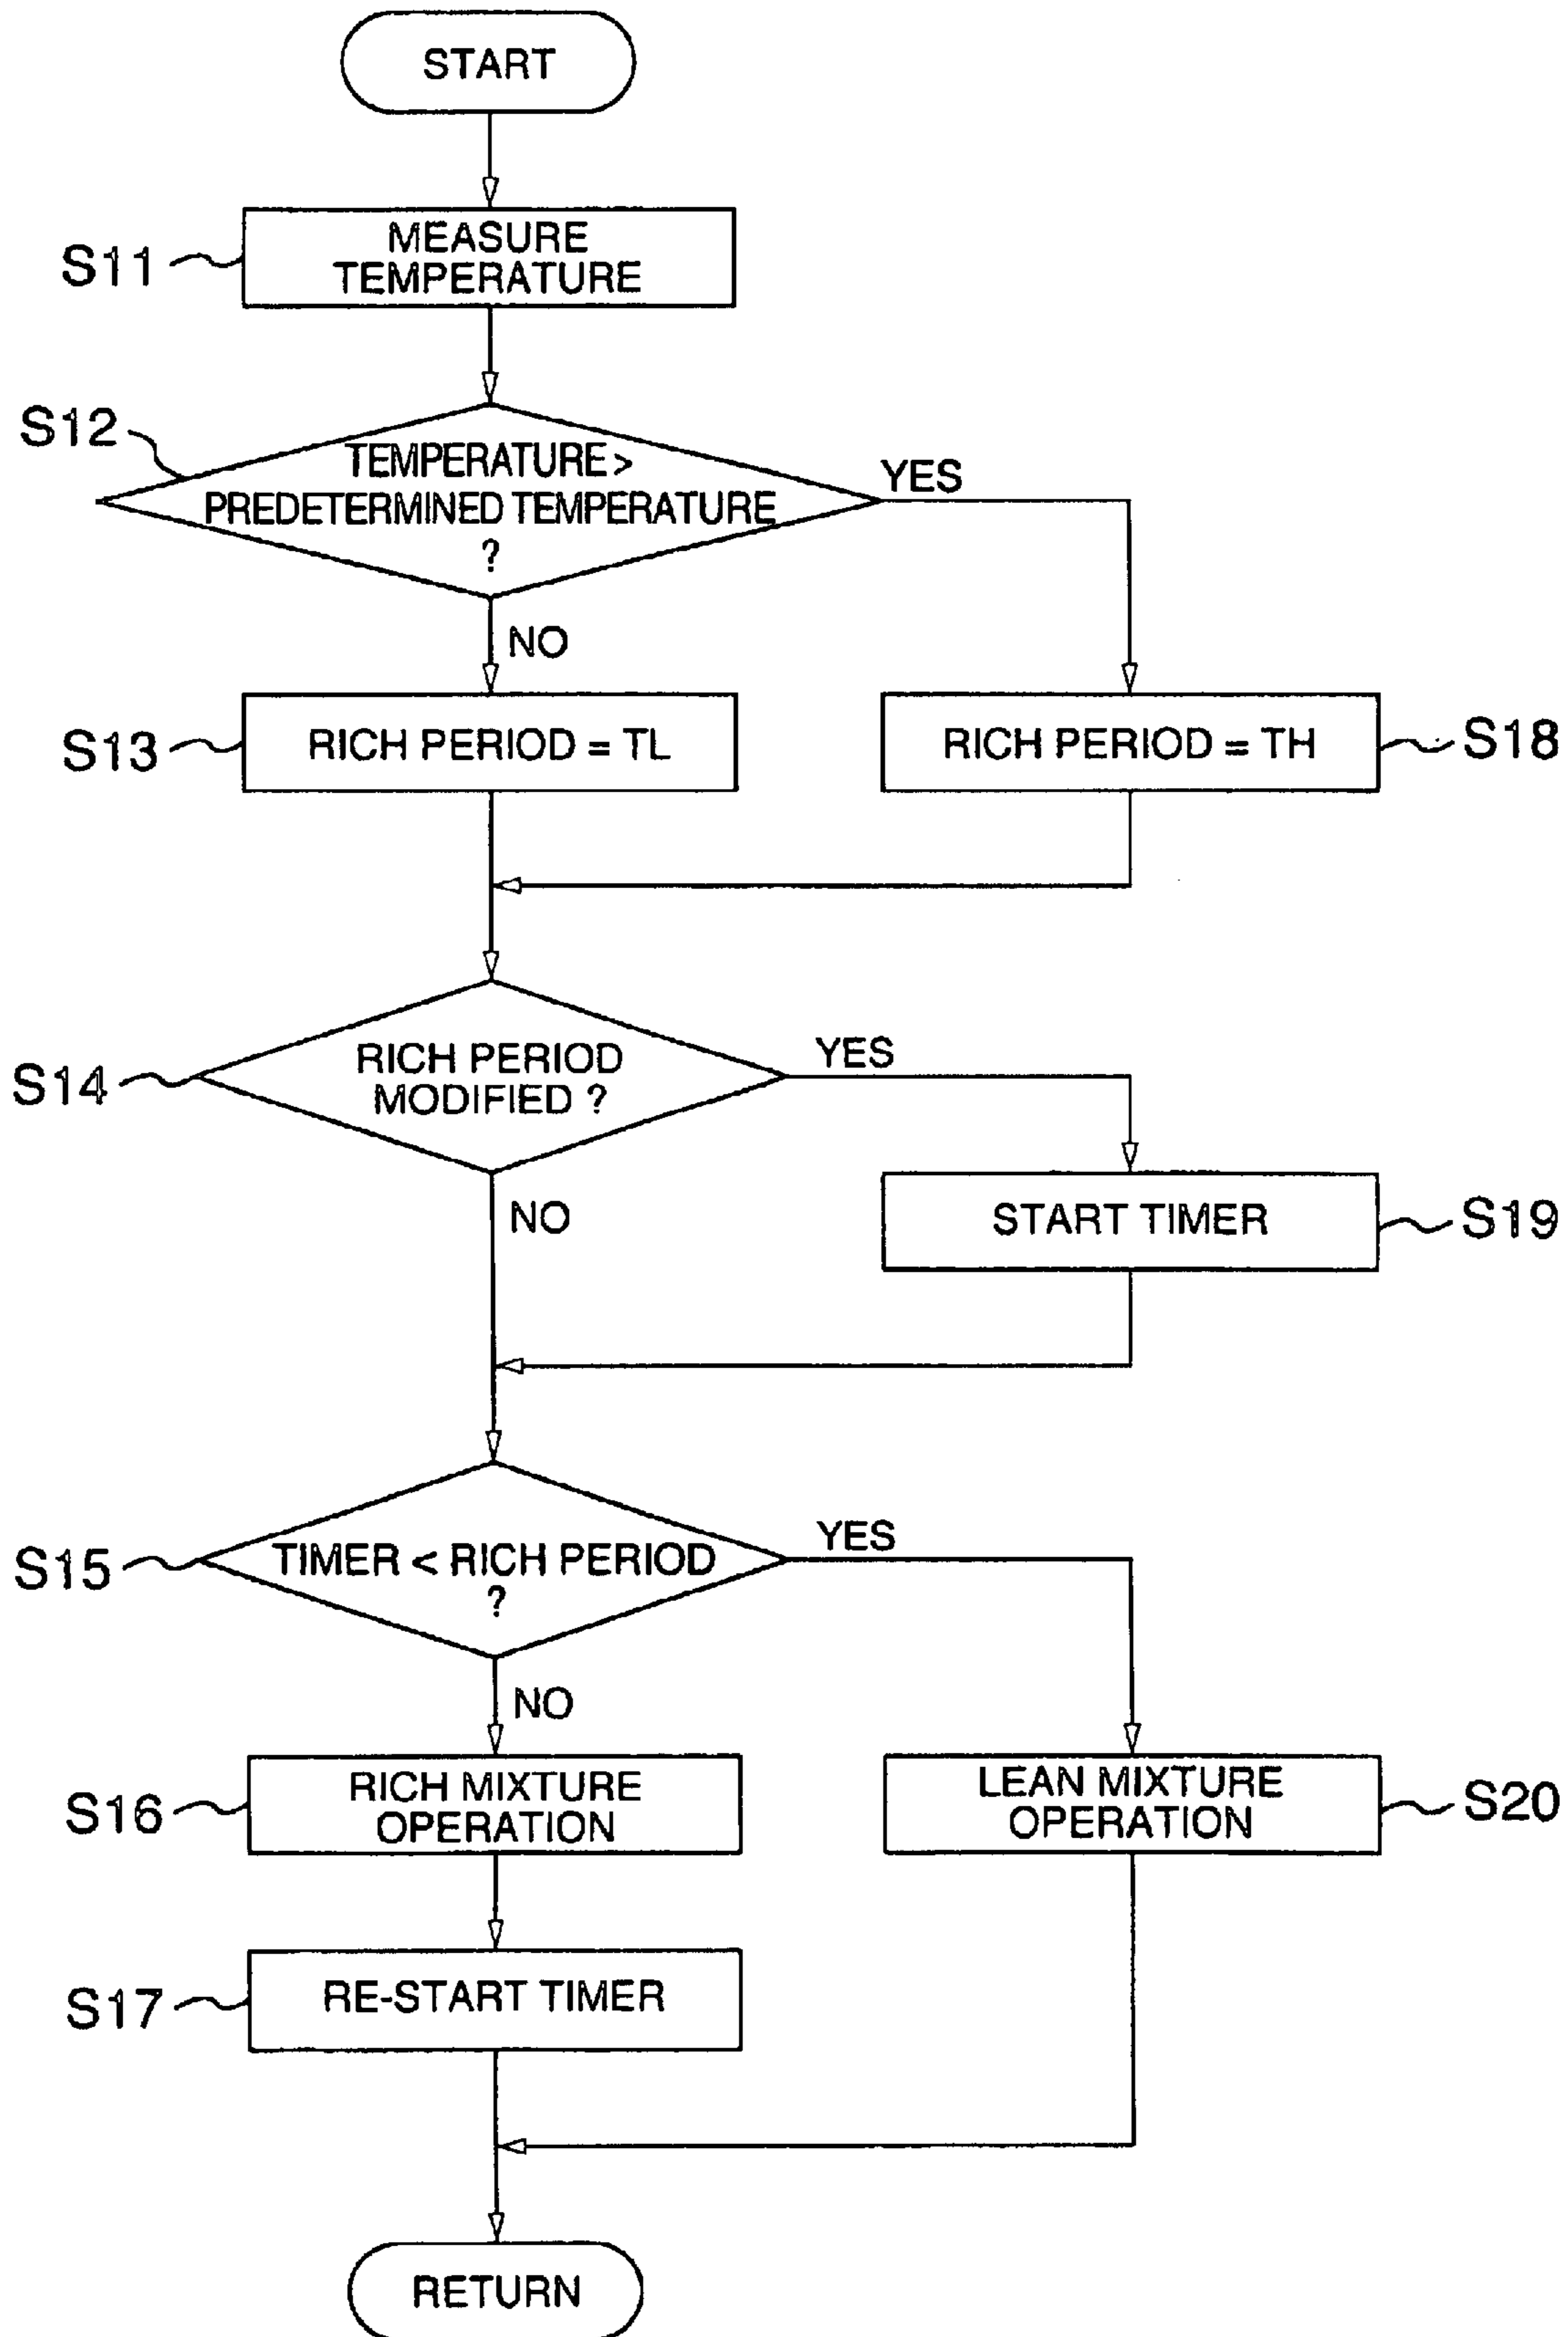 START
S11
MEASURE
TEMPERATURE
S12
TEMPERATURE >
PREDETERMINED TEMPERATURE
?
YES
NO
S13
RICH PERIOD = TL
RICH PERIOD = TH
S18
S14
RICH PERIOD
MODIFIED ?
YES
NO
START TIMER
S19
S15
TIMER < RICH PERIOD
?
YES
NO
S16
RICH MIXTURE
OPERATION
LEAN MIXTURE
OPERATION
S20
S17
RE-START TIMER
RETURN